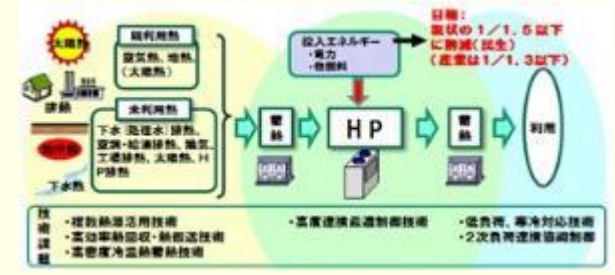 太陽熱
既利用熱
空気熱、地熱、
(太陽熱)
排熱
未利用熱
下水・処理水排熱、
空調・給湯排熱、換気、
工場排熱、太陽熱、H
P排熱
地中熱
下水熱
蓄熱
投入エネルギー
・電力
・他燃料
HP
目標:
現状の1/1.5以下
に削減(民生)
(産業は1/1.3以下)
蓄熱
利用
技術課題
・複数熱源活用技術
・高効率熱回収・熱搬送技術
・高密度冷温熱蓄熱技術
・高度連携最適制御技術
・低負荷、寒冷対応技術
・2次負荷連携協調制御